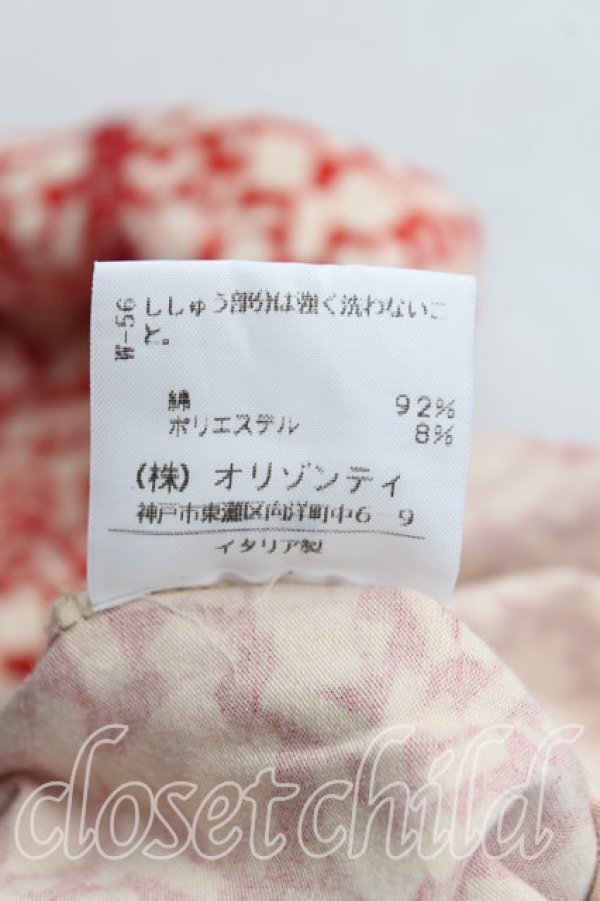 W-56
ししゅう部分は強く洗わないこ
と。
綿 92%
ポリエステル 8%
(株) オリゾンティ
神戸市東灘区向洋町中6-9
イタリア製
closetchild